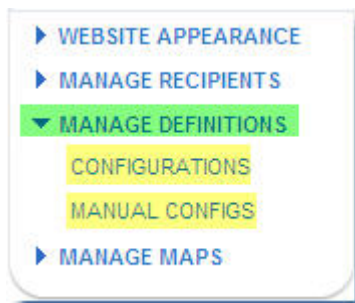 WEBSITE APPEARANCE
MANAGE RECIPIENTS
MANAGE DEFINITIONS
CONFIGURATIONS
MANUAL CONFIGS
MANAGE MAPS